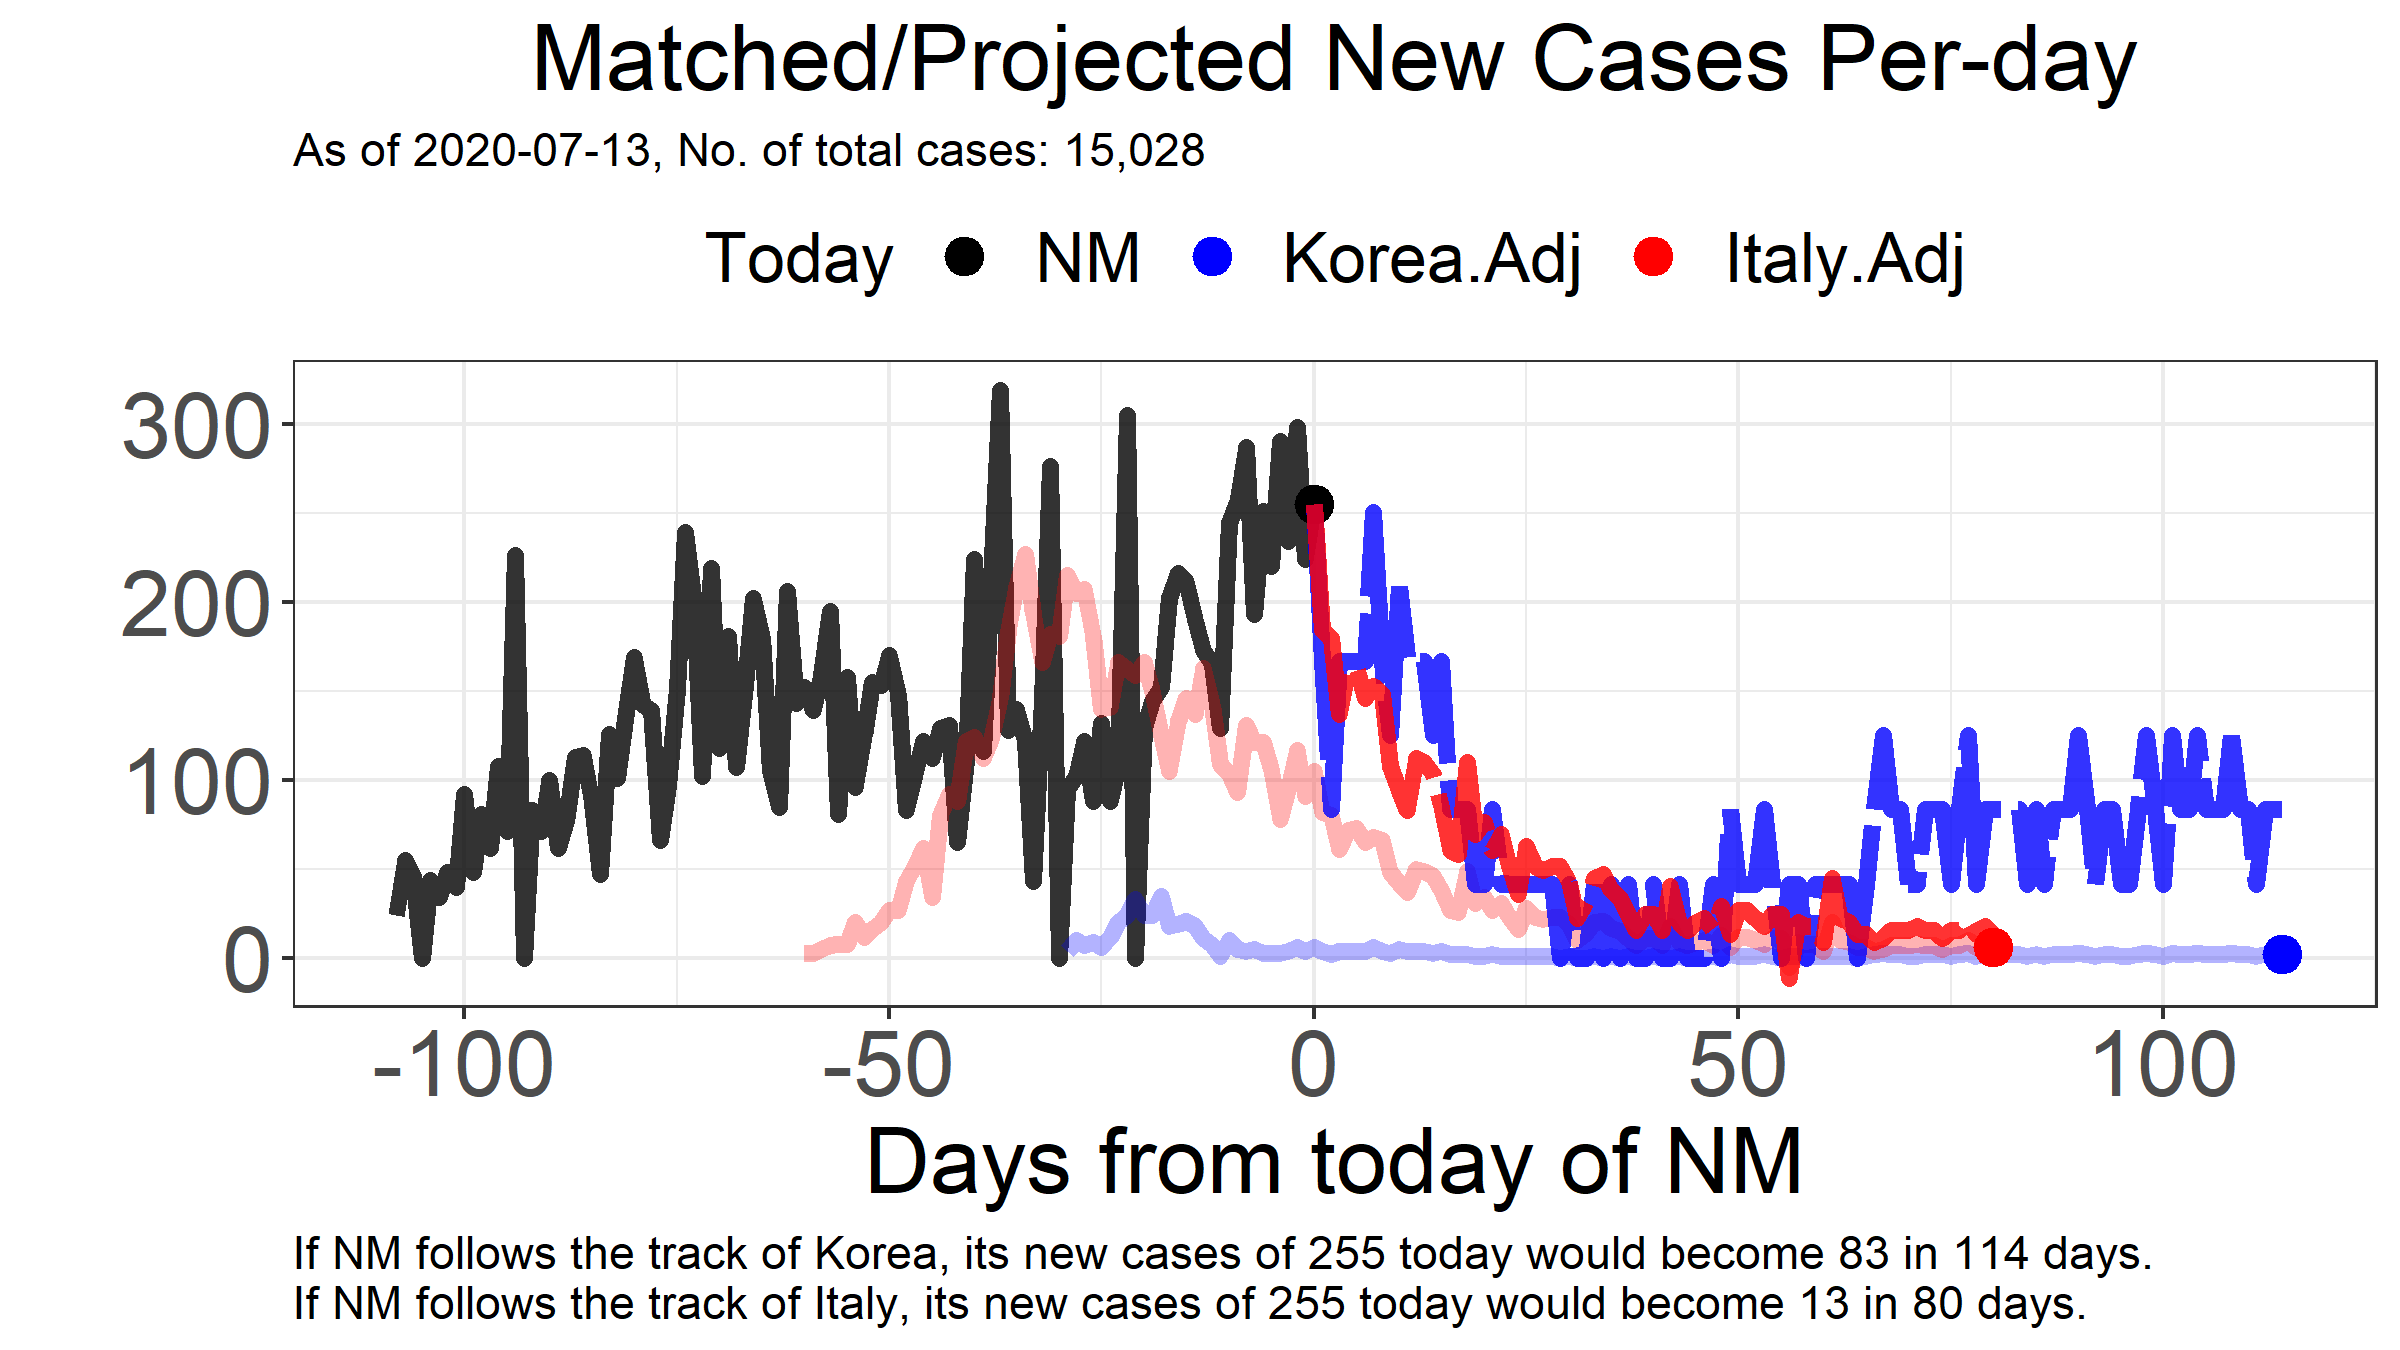 Matched/Projected New Cases Per-day
As of 2020-07-13, No. of total cases: 15,028
Today NM Korea.Adj Italy.Adj
300
200
100
0
-100 -50 0 50 100
Days from today of NM
If NM follows the track of Korea, its new cases of 255 today would become 83 in 114 days.
If NM follows the track of Italy, its new cases of 255 today would become 13 in 80 days.